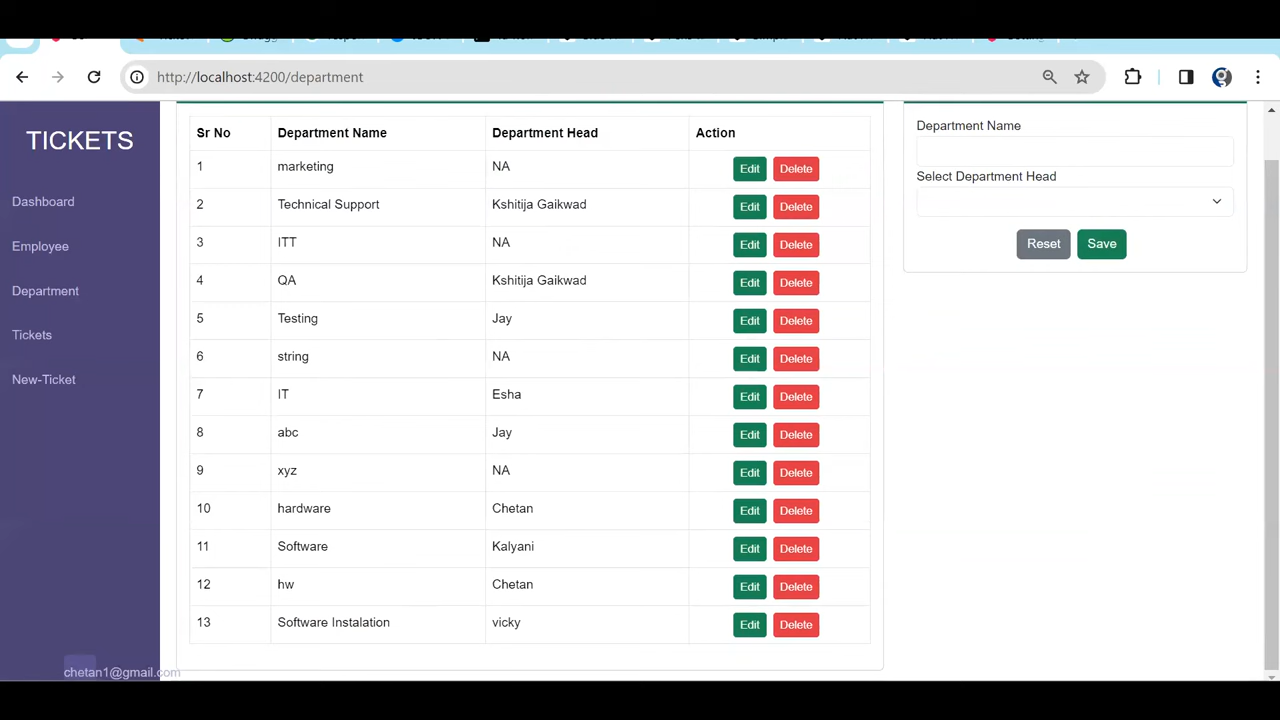 http://localhost:4200/department
TICKETS
Dashboard
Employee
Department
Tickets
New-Ticket
chetan1@gmail.com
Sr No Department Name Department Head Action
1 marketing NA Edit Delete
2 Technical Support Kshitija Gaikwad Edit Delete
3 ITT NA Edit Delete
4 QA Kshitija Gaikwad Edit Delete
5 Testing Jay Edit Delete
6 string NA Edit Delete
7 IT Esha Edit Delete
8 abc Jay Edit Delete
9 xyz NA Edit Delete
10 hardware Chetan Edit Delete
11 Software Kalyani Edit Delete
12 hw Chetan Edit Delete
13 Software Instalation vicky Edit Delete
Department Name
Select Department Head
Reset Save